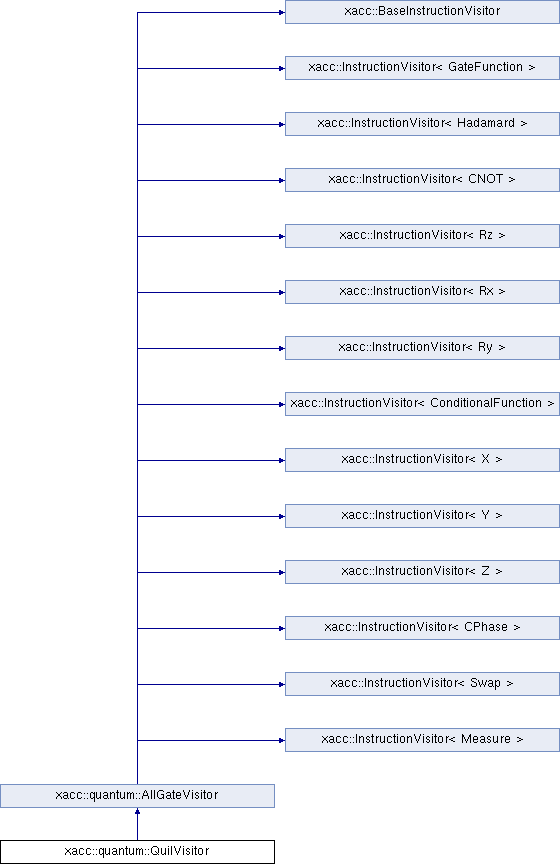 xacc::BaseInstructionVisitor
xacc::InstructionVisitor< GateFunction >
xacc::InstructionVisitor< Hadamard >
xacc::InstructionVisitor< CNOT >
xacc::InstructionVisitor< Rz >
xacc::InstructionVisitor< Rx >
xacc::InstructionVisitor< Ry >
xacc::InstructionVisitor< ConditionalFunction >
xacc::InstructionVisitor< X >
xacc::InstructionVisitor< Y >
xacc::InstructionVisitor< Z >
xacc::InstructionVisitor< CPhase >
xacc::InstructionVisitor< Swap >
xacc::InstructionVisitor< Measure >
xacc::quantum::AllGateVisitor
xacc::quantum::QuilVisitor